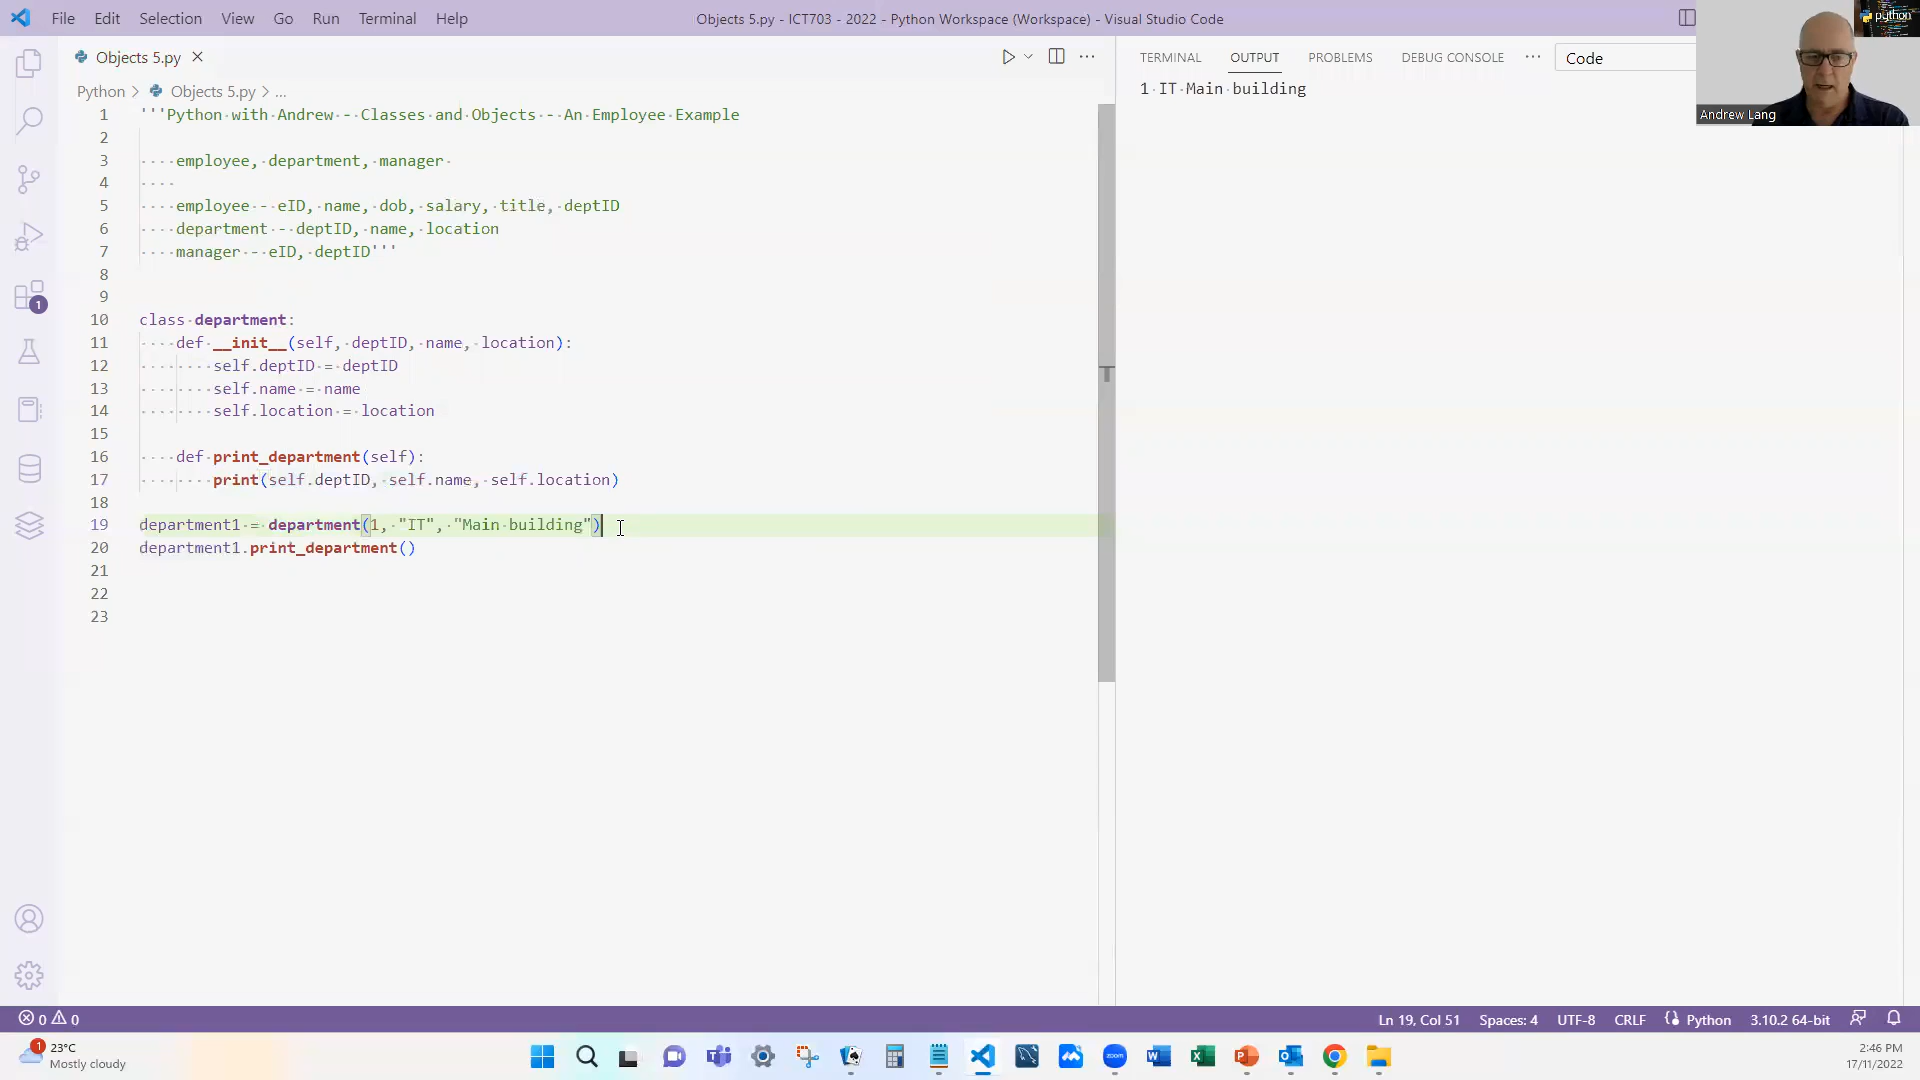 File Edit Selection View Go Run Terminal Help
Objects 5.py - ICT703 - 2022 - Python Workspace (Workspace) - Visual Studio Code
python
Objects 5.py
Python > Objects 5.py > ...
1 '''Python with Andrew - Classes and Objects - An Employee Example
2
3 employee, department, manager
4
5 employee - eID, name, dob, salary, title, deptID
6 department - deptID, name, location
7 manager - eID, deptID'''
8
9
10 class department:
11 def __init__(self, deptID, name, location):
12 self.deptID = deptID
13 self.name = name
14 self.location = location
15
16 def print_department(self):
17 print(self.deptID, self.name, self.location)
18
19 department1 = department(1, "IT", "Main building")
20 department1.print_department()
21
22
23
TERMINAL OUTPUT PROBLEMS DEBUG CONSOLE ... Code
1 IT Main building
Andrew Lang
1
0 0
Ln 19, Col 51 Spaces: 4 UTF-8 CRLF Python 3.10.2 64-bit
1
23°C
Mostly cloudy
zoom
2:46 PM
17/11/2022